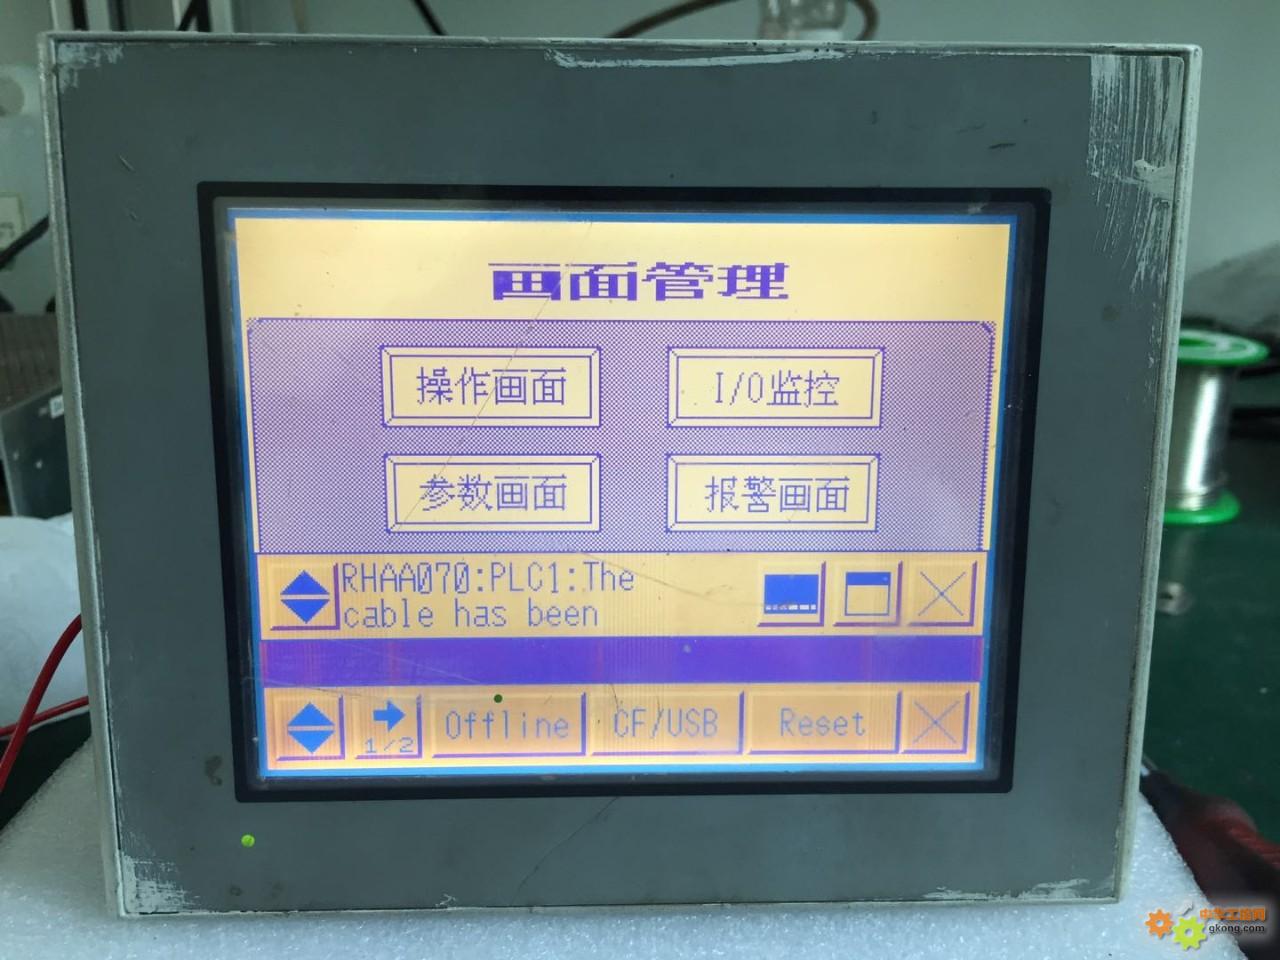 画面管理
操作画面 I/O监控
参数画面 报警画面
RHAA070:PLC1:The
cable has been
1/2 Offline CF/USB Reset
中华工控网
gkong.com